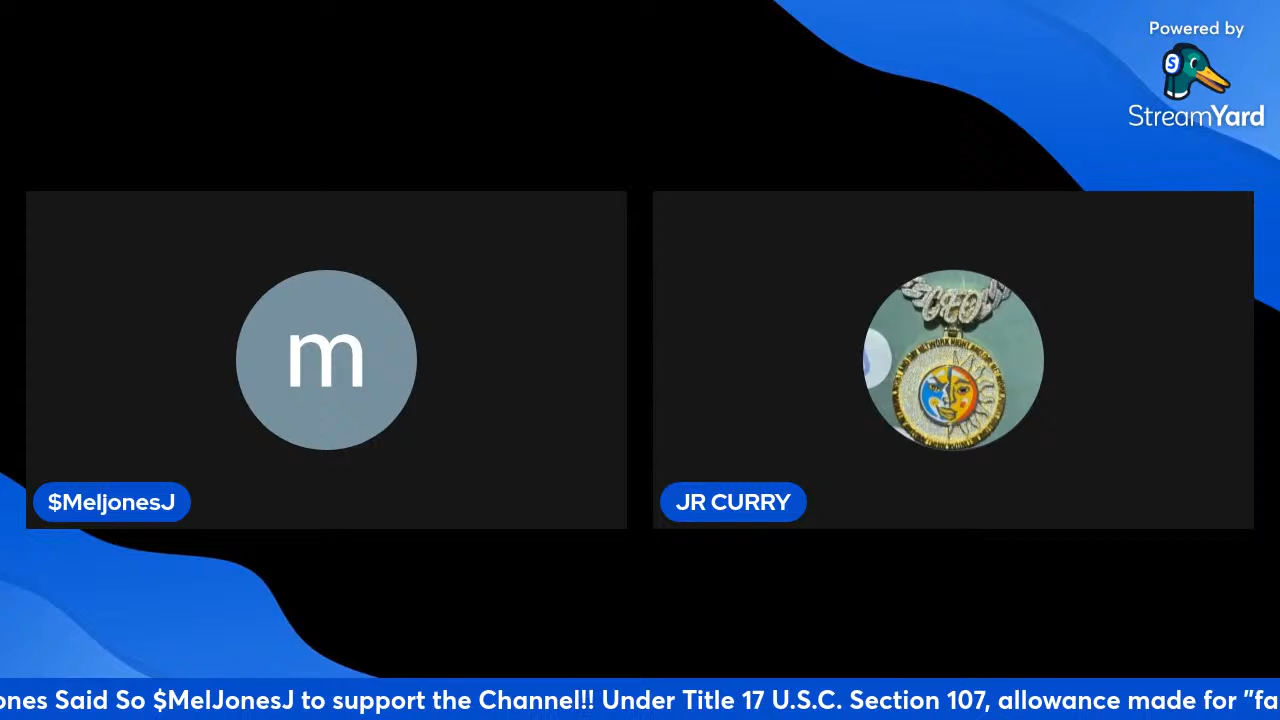 Powered by
S
StreamYard
m
CEO
$MeljonesJ
JR CURRY
ones Said So $MelJonesJ to support the Channel!! Under Title 17 U.S.C. Section 107, allowance made for "fa